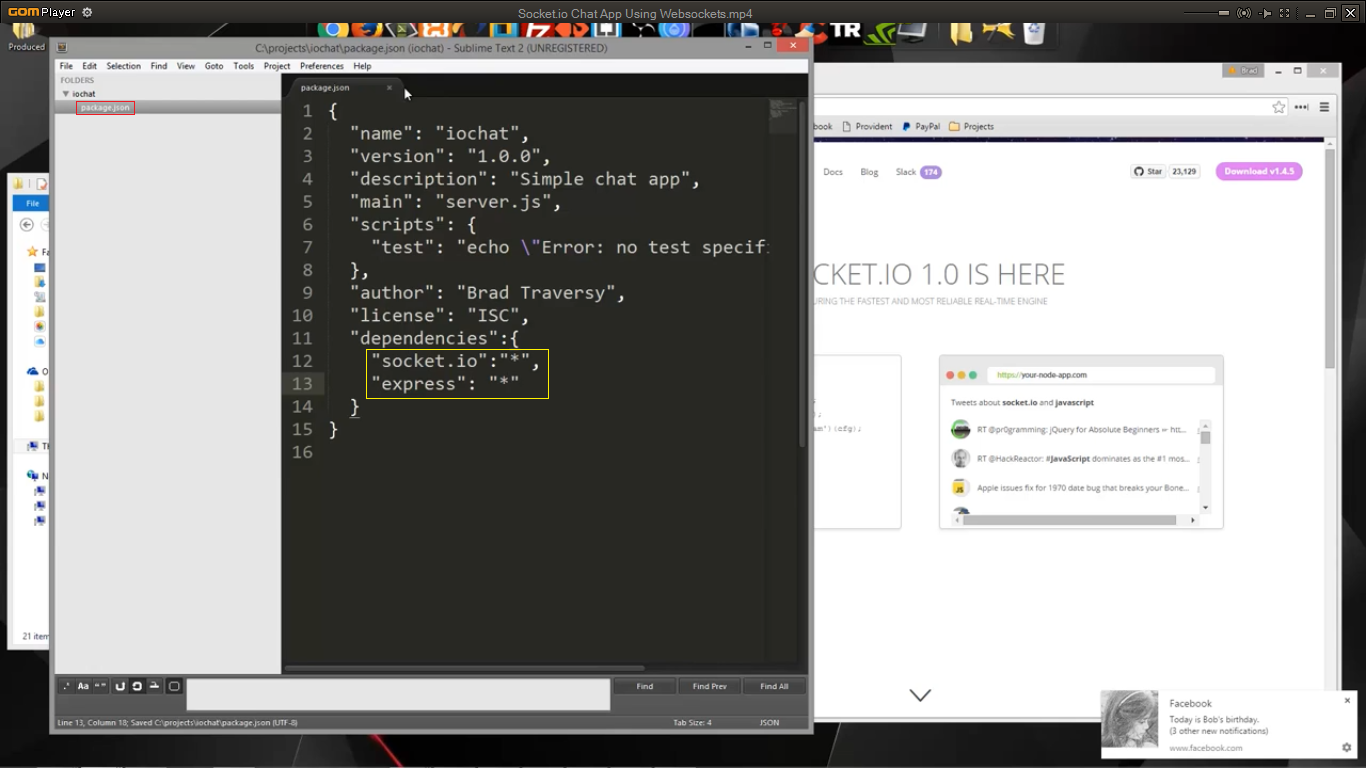 GOM Player
Socket.io Chat App Using Websockets.mp4
Produced
TR
C:\projects\iochat\package.json (iochat) - Sublime Text 2 (UNREGISTERED)
File Edit Selection Find View Goto Tools Project Preferences Help
FOLDERS
iochat
package.json
package.json
1 {
2 "name": "iochat",
3 "version": "1.0.0",
4 "description": "Simple chat app",
5 "main": "server.js",
6 "scripts": {
7 "test": "echo \"Error: no test specifi
8 },
9 "author": "Brad Traversy",
10 "license": "ISC",
11 "dependencies":{
12 "socket.io":"*",
13 "express": "*"
14 }
15 }
16
Find Find Prev Find All
Line 13, Column 18; Saved C:\projects\iochat\package.json (UTF-8)
Tab Size: 4 JSON
File
Fa
21 item
Brad
book Provident PayPal Projects
Docs Blog Slack 174 Star 23,129 Download v1.4.5
CKET.IO 1.0 IS HERE
URING THE FASTEST AND MOST RELIABLE REAL-TIME ENGINE
);
am')(cfg);
https://your-node-app.com
Tweets about socket.io and javascript
RT @pr0gramming: jQuery for Absolute Beginners
RT @HackReactor: #JavaScript dominates as the #1 mos...
Apple issues fix for 1970 date bug that breaks your Bone...
Facebook
Today is Bob's birthday.
(3 other new notifications)
www.facebook.com